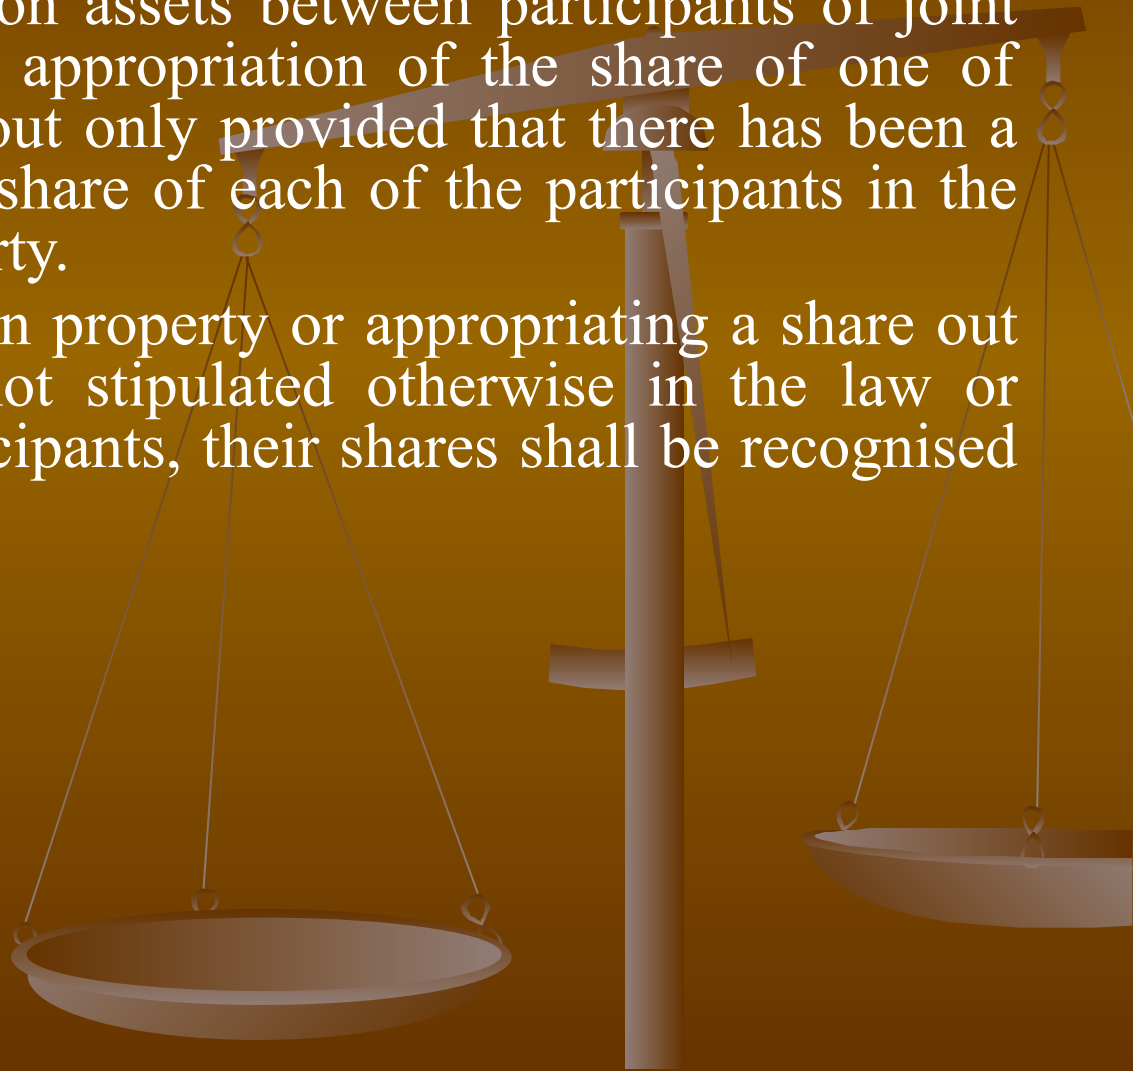 on assets between participants of joint
appropriation of the share of one of
out only provided that there has been a
share of each of the participants in the
rty.
n property or appropriating a share out
ot stipulated otherwise in the law or
cipants, their shares shall be recognised